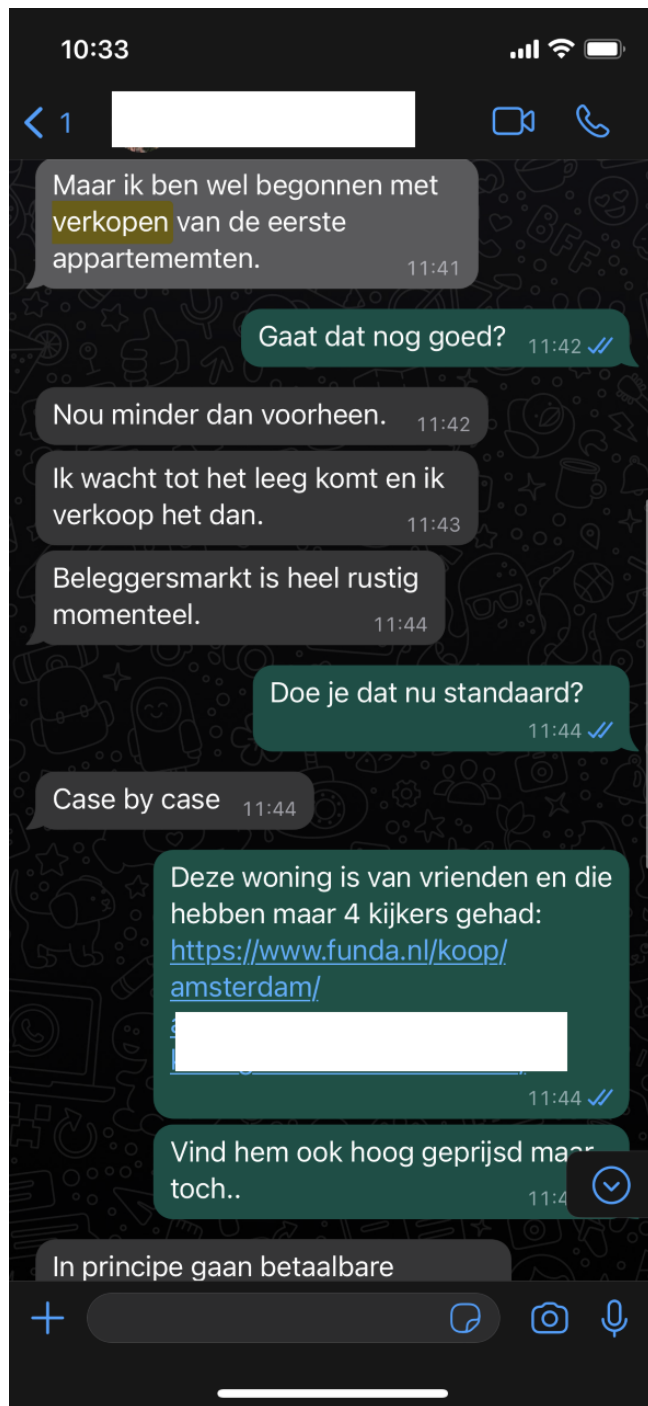 10:33
1
Maar ik ben wel begonnen met
verkopen van de eerste
appartememten.
11:41
Gaat dat nog goed?
11:42
Nou minder dan voorheen.
11:42
Ik wacht tot het leeg komt en ik
verkoop het dan.
11:43
Beleggersmarkt is heel rustig
momenteel.
11:44
Doe je dat nu standaard?
11:44
Case by case
11:44
Deze woning is van vrienden en die
hebben maar 4 kijkers gehad:
https://www.funda.nl/koop/
amsterdam/
11:44
Vind hem ook hoog geprijsd maar
toch..
In principe gaan betaalbare